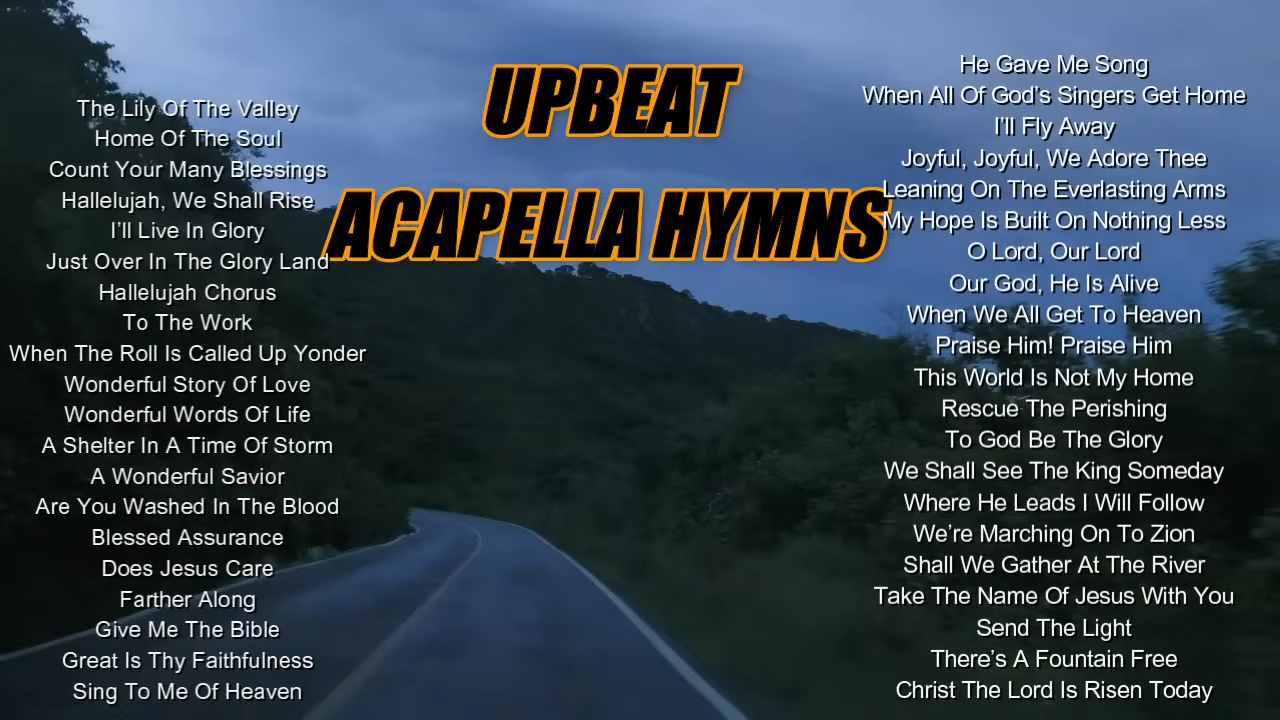 UPBEAT
ACAPELLA HYMNS
The Lily Of The Valley
Home Of The Soul
Count Your Many Blessings
Hallelujah, We Shall Rise
I'll Live In Glory
Just Over In The Glory Land
Hallelujah Chorus
To The Work
When The Roll Is Called Up Yonder
Wonderful Story Of Love
Wonderful Words Of Life
A Shelter In A Time Of Storm
A Wonderful Savior
Are You Washed In The Blood
Blessed Assurance
Does Jesus Care
Farther Along
Give Me The Bible
Great Is Thy Faithfulness
Sing To Me Of Heaven
He Gave Me Song
When All Of God's Singers Get Home
I'll Fly Away
Joyful, Joyful, We Adore Thee
Leaning On The Everlasting Arms
My Hope Is Built On Nothing Less
O Lord, Our Lord
Our God, He Is Alive
When We All Get To Heaven
Praise Him! Praise Him
This World Is Not My Home
Rescue The Perishing
To God Be The Glory
We Shall See The King Someday
Where He Leads I Will Follow
We're Marching On To Zion
Shall We Gather At The River
Take The Name Of Jesus With You
Send The Light
There's A Fountain Free
Christ The Lord Is Risen Today